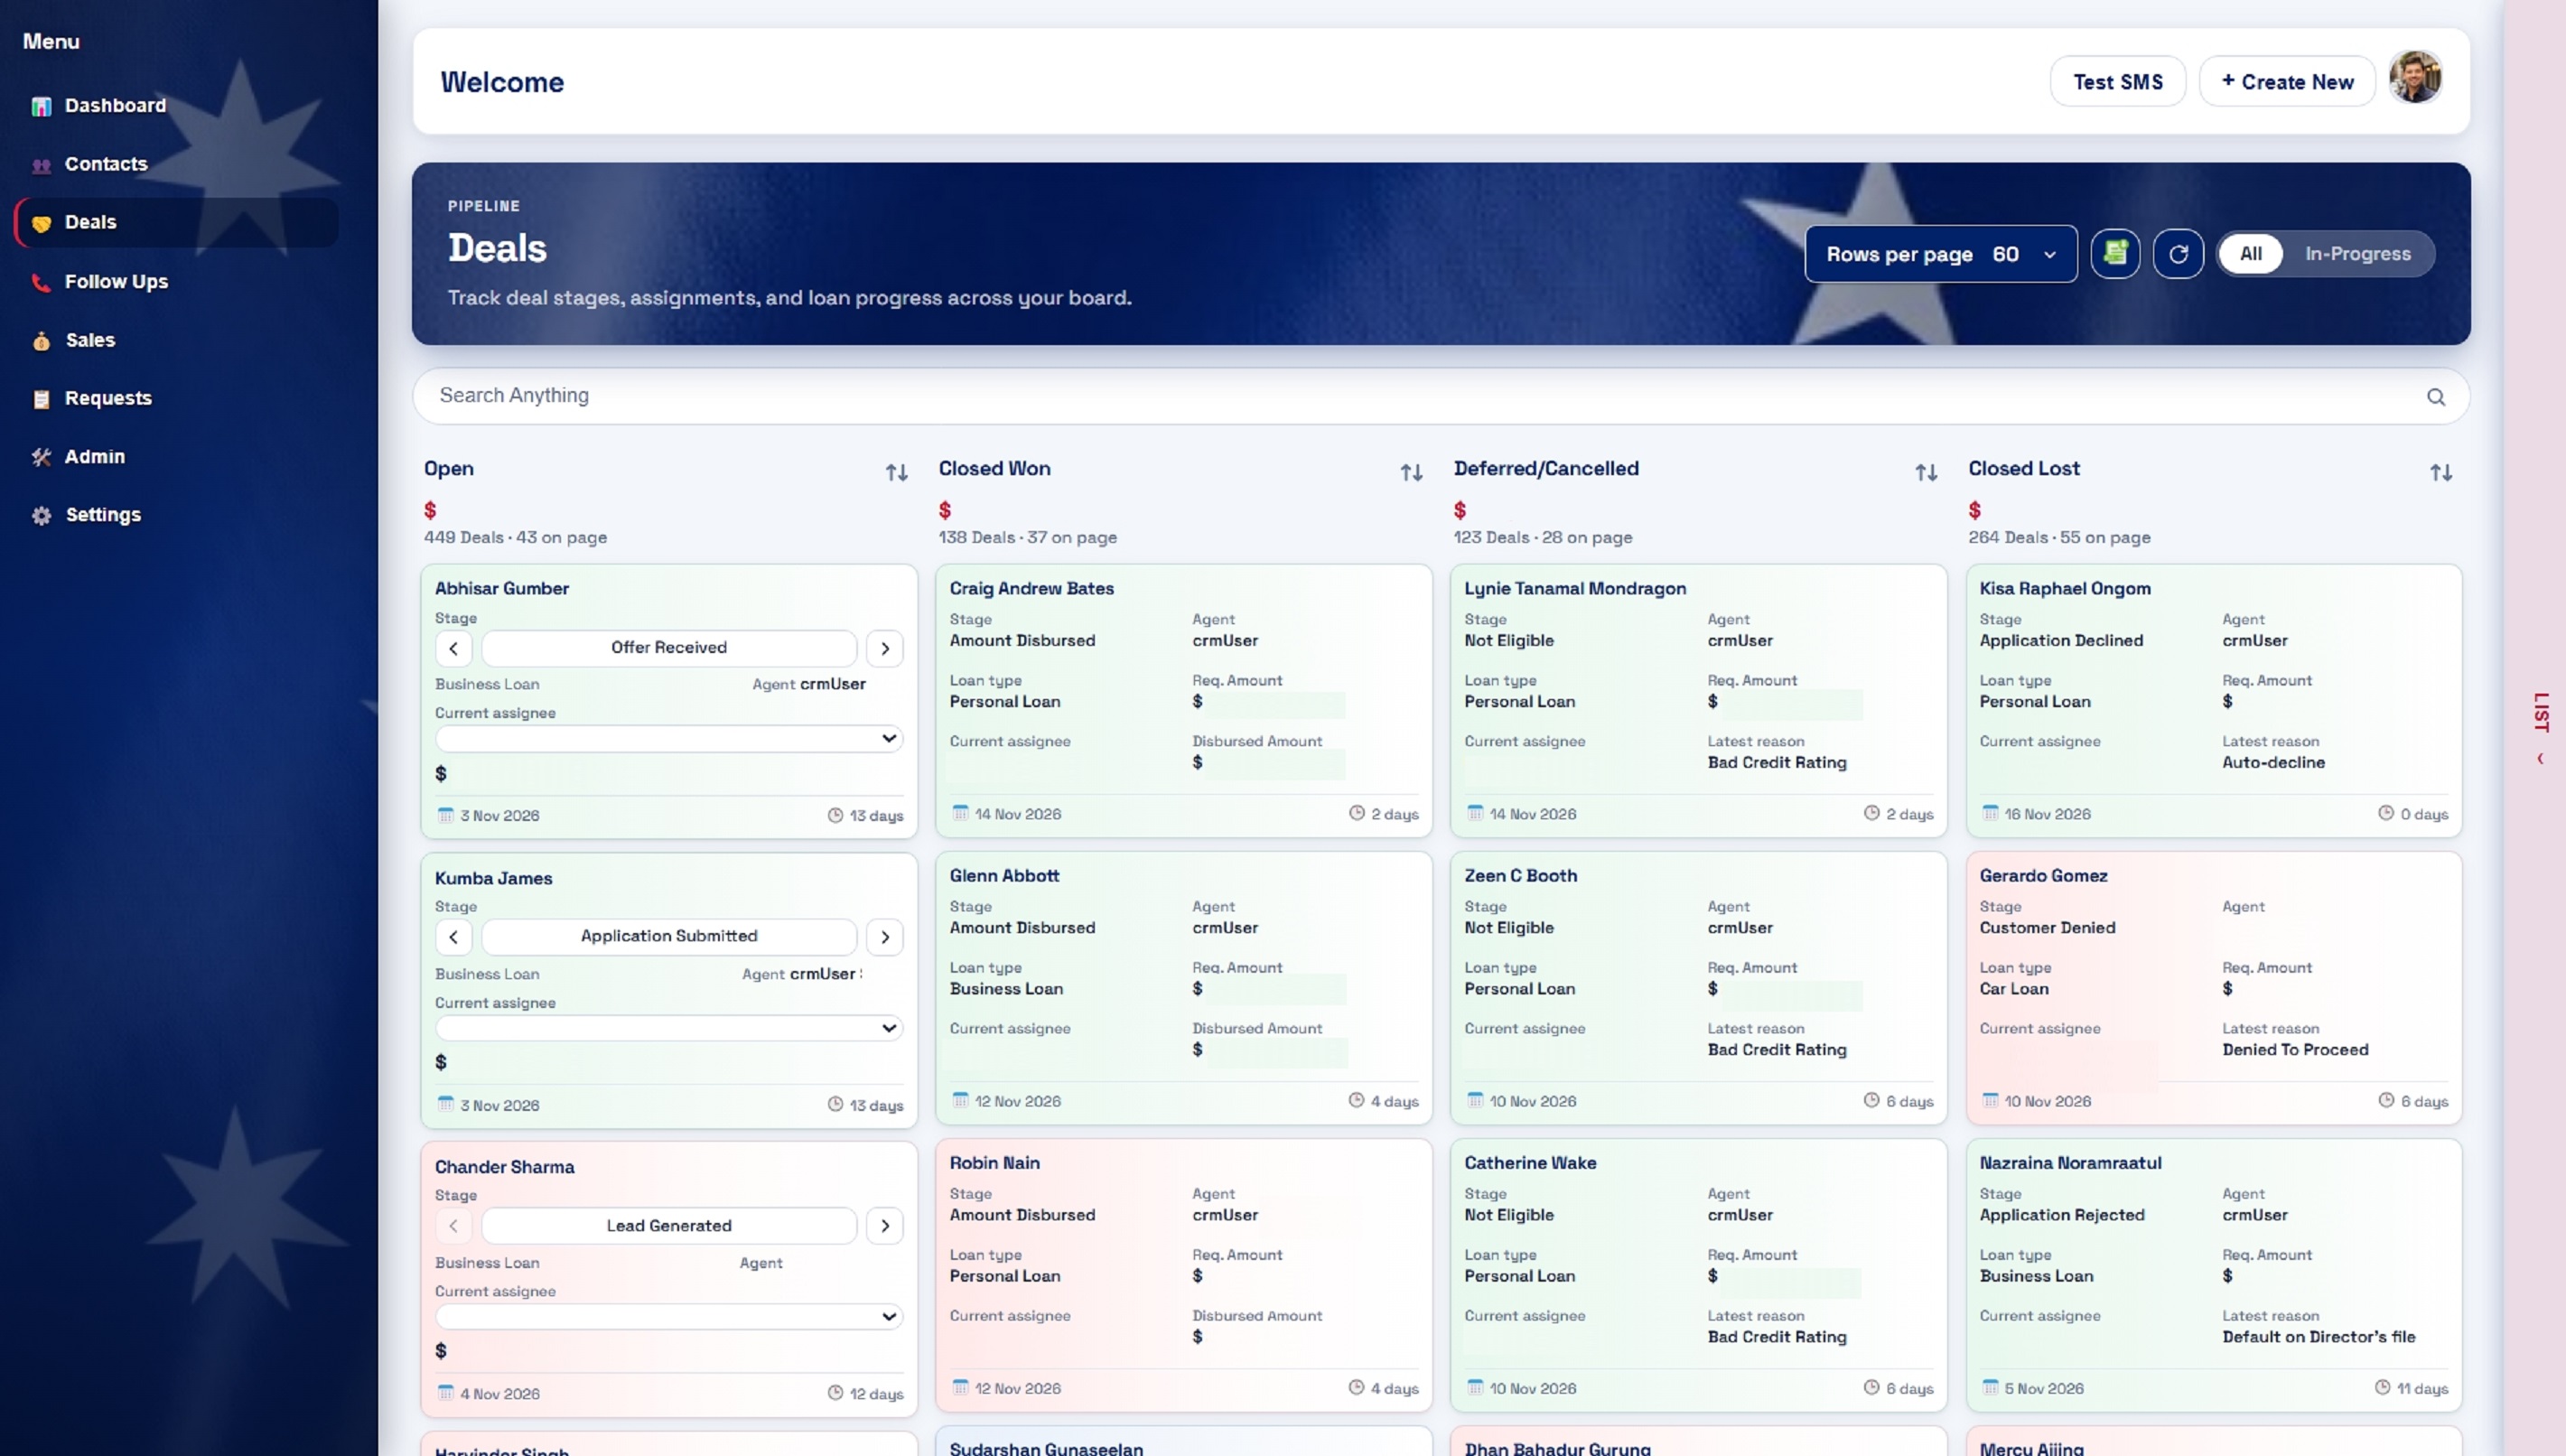 Menu
Dashboard
Contacts
Deals
Follow Ups
Sales
Requests
Admin
Settings
Welcome
Test SMS
+ Create New
PIPELINE
Deals
Track deal stages, assignments, and loan progress across your board.
Rows per page 60
All
In-Progress
Search Anything
Open
$
449 Deals · 43 on page
Abhisar Gumber
Stage
Offer Received
Business Loan Agent crmUser
Current assignee
$
3 Nov 2026 13 days
Kumba James
Stage
Application Submitted
Business Loan Agent crmUser
Current assignee
$
3 Nov 2026 13 days
Chander Sharma
Stage
Lead Generated
Business Loan Agent
Current assignee
$
4 Nov 2026 12 days
Harvinder Singh
Closed Won
$
138 Deals · 37 on page
Craig Andrew Bates
Stage Agent
Amount Disbursed crmUser
Loan type Req. Amount
Personal Loan $
Current assignee Disbursed Amount
$
14 Nov 2026 2 days
Glenn Abbott
Stage Agent
Amount Disbursed crmUser
Loan type Req. Amount
Business Loan $
Current assignee Disbursed Amount
$
12 Nov 2026 4 days
Robin Nain
Stage Agent
Amount Disbursed crmUser
Loan type Req. Amount
Personal Loan $
Current assignee Disbursed Amount
$
12 Nov 2026 4 days
Sudarshan Gunaseelan
Deferred/Cancelled
$
123 Deals · 28 on page
Lynie Tanamal Mondragon
Stage Agent
Not Eligible crmUser
Loan type Req. Amount
Personal Loan $
Current assignee Latest reason
Bad Credit Rating
14 Nov 2026 2 days
Zeen C Booth
Stage Agent
Not Eligible crmUser
Loan type Req. Amount
Personal Loan $
Current assignee Latest reason
Bad Credit Rating
10 Nov 2026 6 days
Catherine Wake
Stage Agent
Not Eligible crmUser
Loan type Req. Amount
Personal Loan $
Current assignee Latest reason
Bad Credit Rating
10 Nov 2026 6 days
Dhan Bahadur Gurung
Closed Lost
$
264 Deals · 55 on page
Kisa Raphael Ongom
Stage Agent
Application Declined crmUser
Loan type Req. Amount
Personal Loan $
Current assignee Latest reason
Auto-decline
16 Nov 2026 0 days
Gerardo Gomez
Stage Agent
Customer Denied
Loan type Req. Amount
Car Loan $
Current assignee Latest reason
Denied To Proceed
10 Nov 2026 6 days
Nazraina Noramraatul
Stage Agent
Application Rejected crmUser
Loan type Req. Amount
Business Loan $
Current assignee Latest reason
Default on Director's file
5 Nov 2026 11 days
Mercy Ajing
LIST